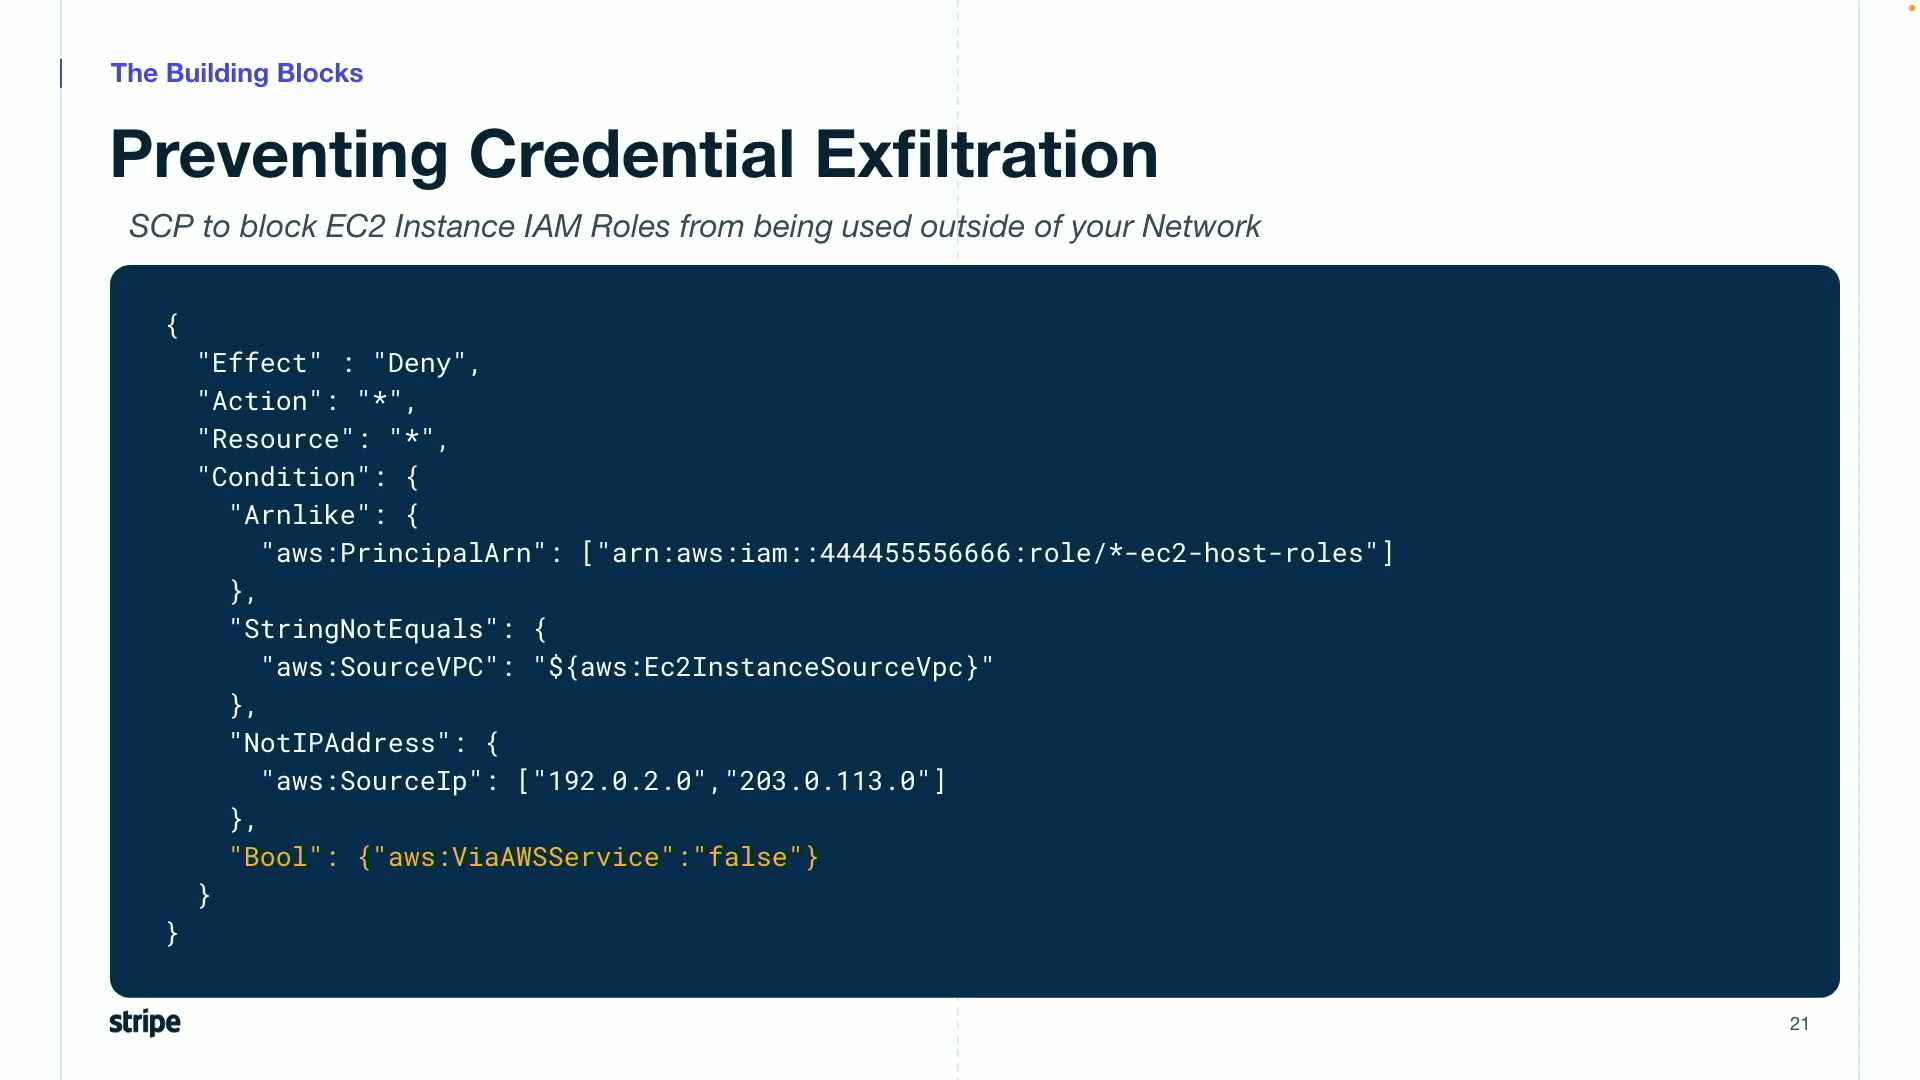 The Building Blocks
Preventing Credential Exfiltration
SCP to block EC2 Instance IAM Roles from being used outside of your Network
{
  "Effect" : "Deny",
  "Action": "*",
  "Resource": "*",
  "Condition": {
    "Arnlike": {
      "aws:PrincipalArn": ["arn:aws:iam::444455556666:role/*-ec2-host-roles"]
    },
    "StringNotEquals": {
      "aws:SourceVPC": "${aws:Ec2InstanceSourceVpc}"
    },
    "NotIPAddress": {
      "aws:SourceIp": ["192.0.2.0","203.0.113.0"]
    },
    "Bool": {"aws:ViaAWSService":"false"}
  }
}
stripe
21